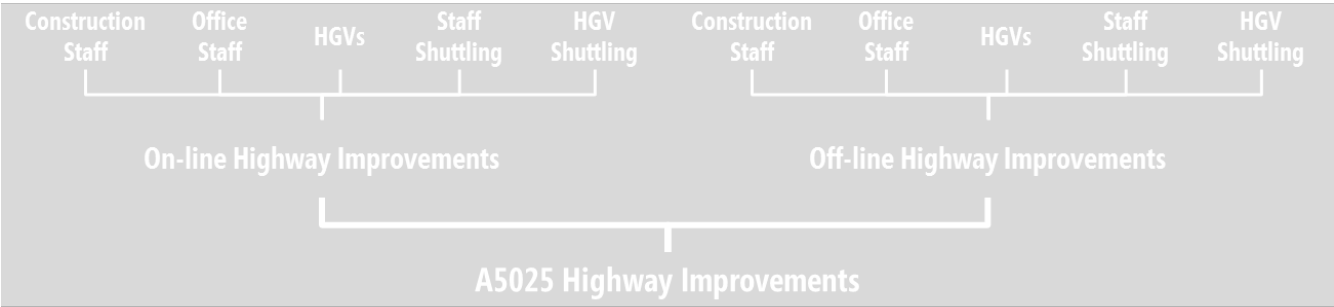 Construction Staff
Office Staff
HGVs
Staff Shuttling
HGV Shuttling
Construction Staff
Office Staff
HGVs
Staff Shuttling
HGV Shuttling
On-line Highway Improvements
Off-line Highway Improvements
A5025 Highway Improvements